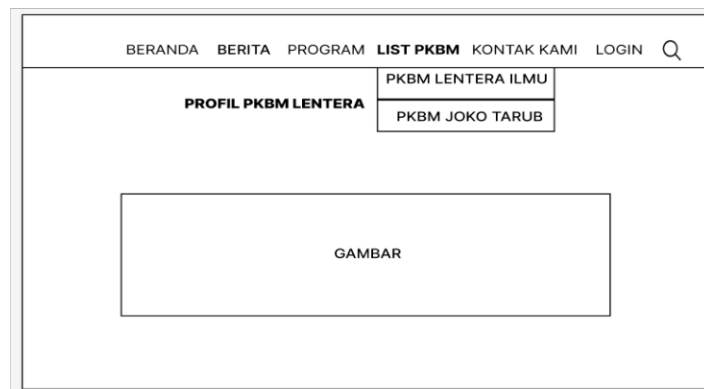 BERANDA BERITA PROGRAM LIST PKBM KONTAK KAMI LOGIN
PKBM LENTERA ILMU
PROFIL PKBM LENTERA
PKBM JOKO TARUB
GAMBAR